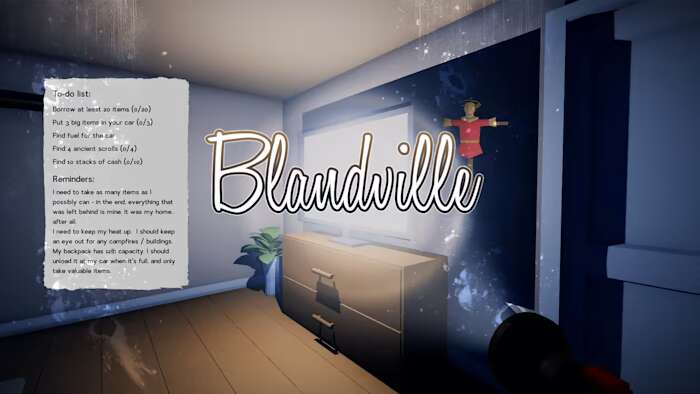 To-do list:
Borrow at least 20 items (0/20)
Put 3 big items in your car (0/3)
Find fuel for the car
Find 4 ancient scrolls (0/4)
Find 10 stacks of cash (0/10)
Reminders:
I need to take as many items as I
possibly can - in the end, everything that
was left behind is mine. It was my home,
after all.
I need to keep my heat up. I should keep
an eye out for any campfires / buildings.
My backpack has capacity. I should
unload it at my car when it's full, and only
take valuable items.
Blandville